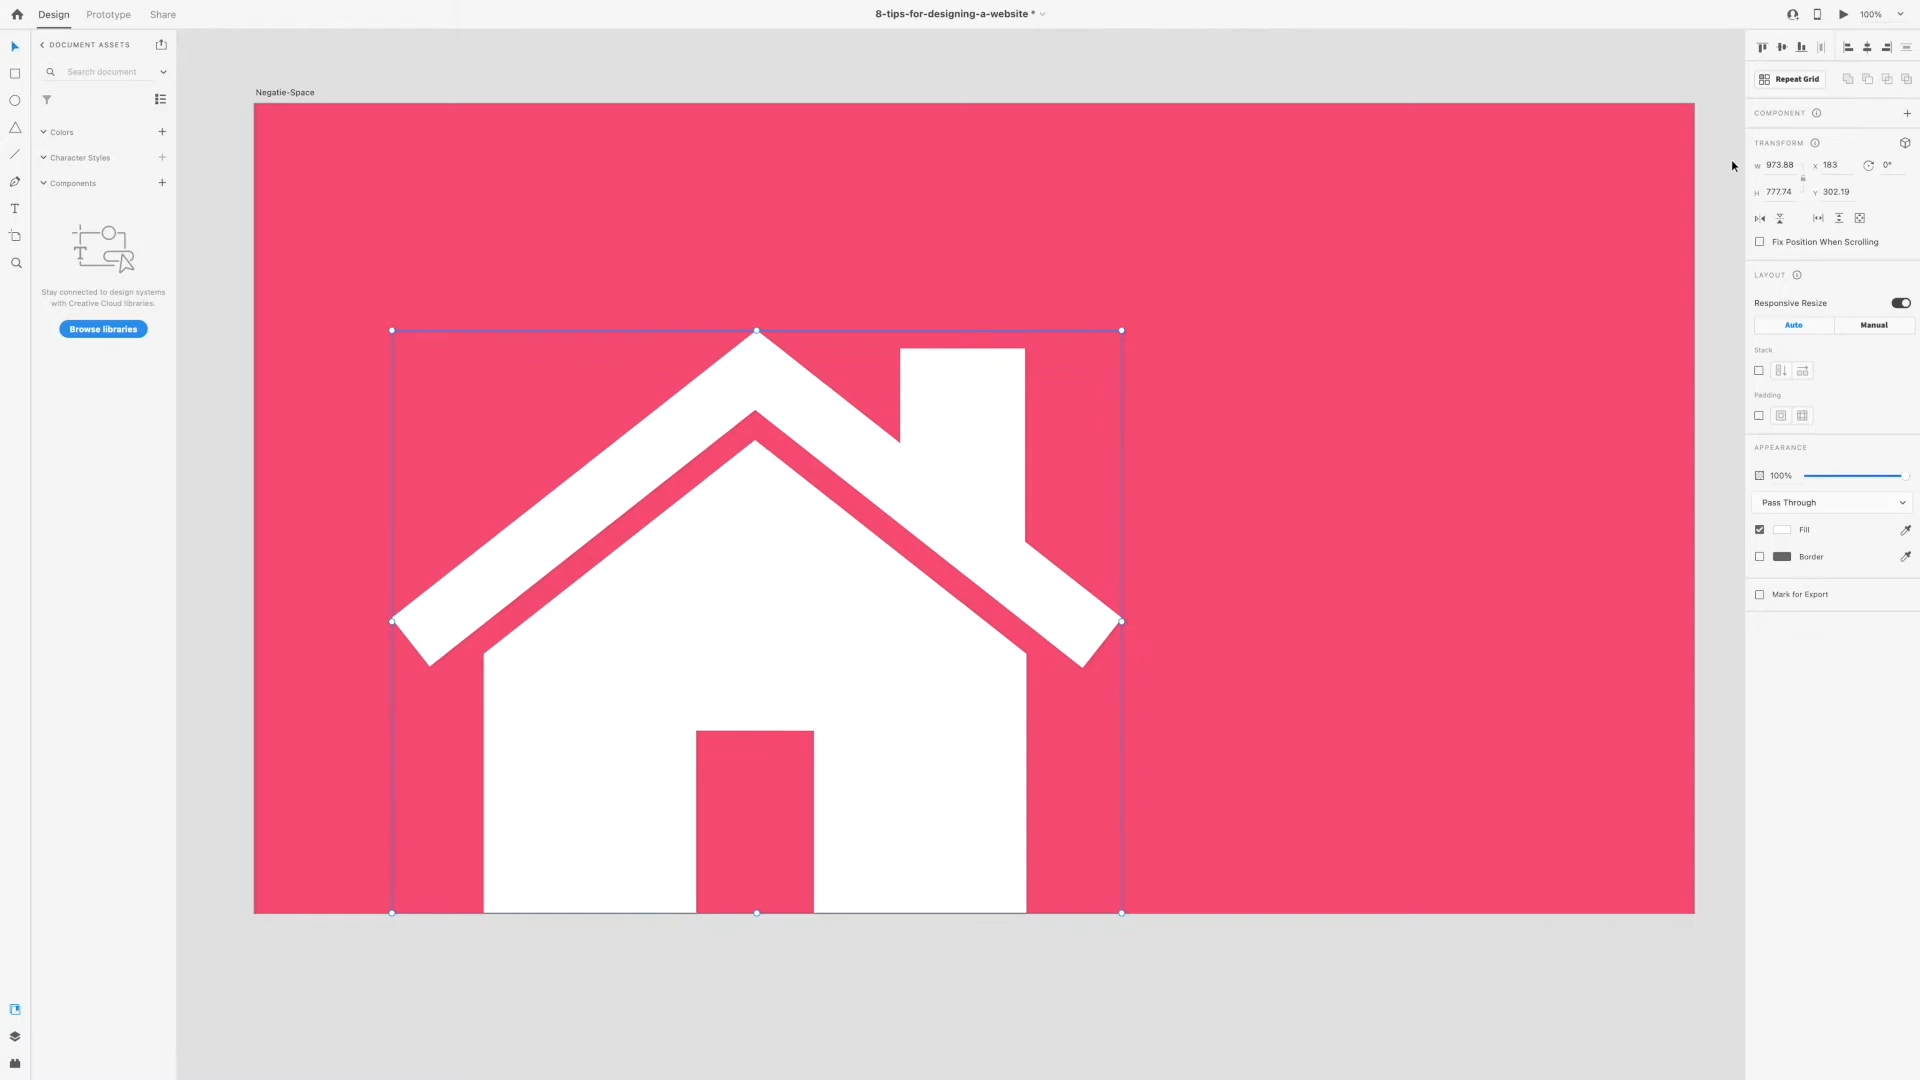 Design Prototype Share 8-tips-for-designing-a-website * 100%
DOCUMENT ASSETS
Search document
Colors
Character Styles
Components
Stay connected to design systems
with Creative Cloud libraries.
Browse libraries
Negatie-Space
Repeat Grid
COMPONENT
TRANSFORM
W 973.88 X 183 0°
H 777.74 Y 302.19
Fix Position When Scrolling
LAYOUT
Responsive Resize
Auto Manual
Stack
Padding
APPEARANCE
100%
Pass Through
Fill
Border
Mark for Export